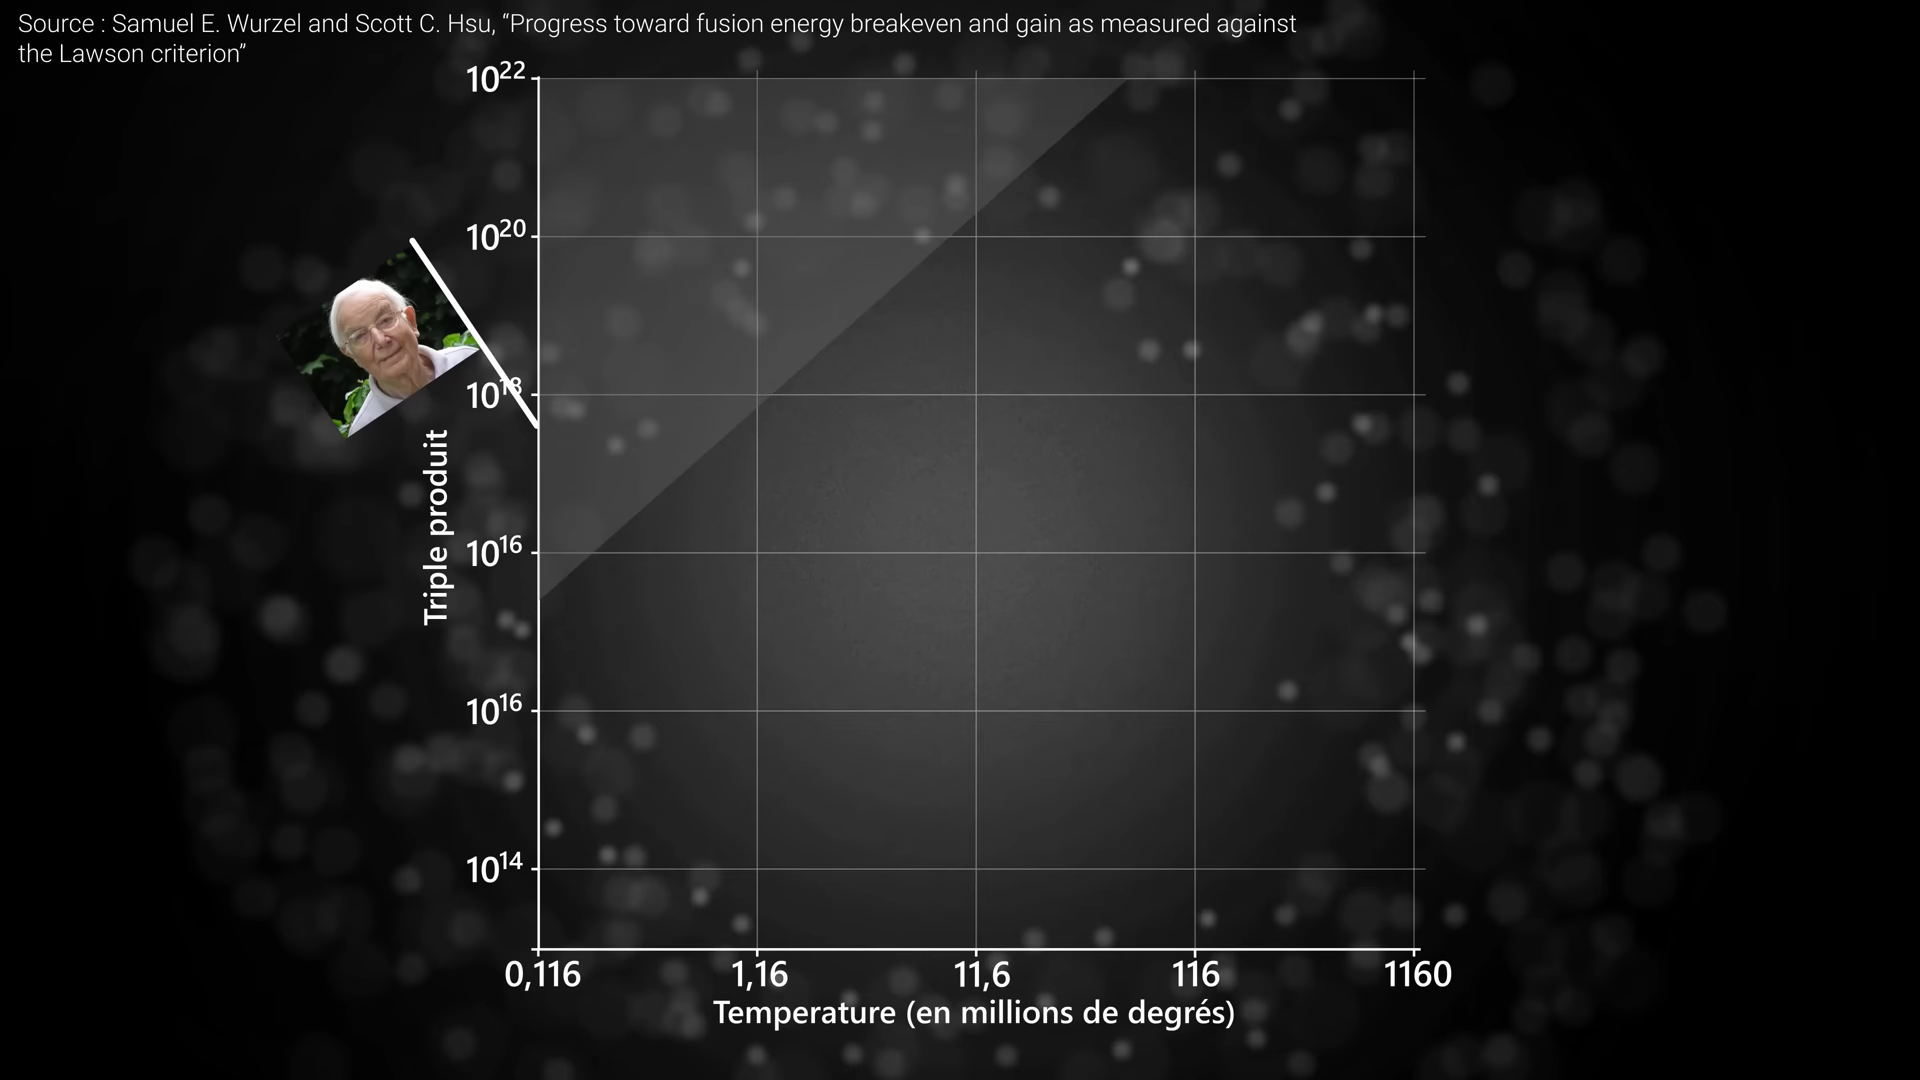 Source : Samuel E. Wurzel and Scott C. Hsu, “Progress toward fusion energy breakeven and gain as measured against
the Lawson criterion”
10²²
10²⁰
10¹⁸
10¹⁶
10¹⁶
10¹⁴
Triple produit
0,116
1,16
11,6
116
1160
Temperature (en millions de degrés)